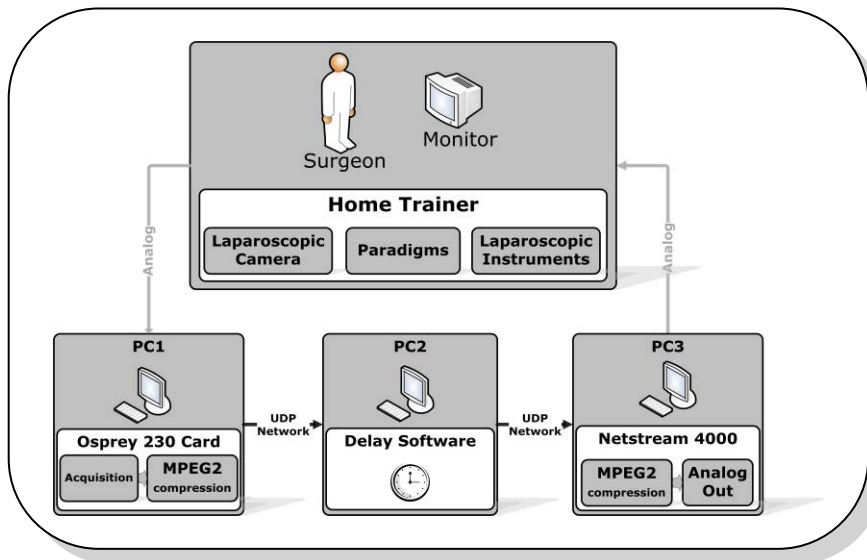 Surgeon
Monitor
Home Trainer
Laparoscopic
Camera
Paradigms
Laparoscopic
Instruments
Analog
Analog
PC1
Osprey 230 Card
Acquisition
MPEG2
compression
UDP
Network
PC2
Delay Software
UDP
Network
PC3
Netstream 4000
MPEG2
compression
Analog
Out